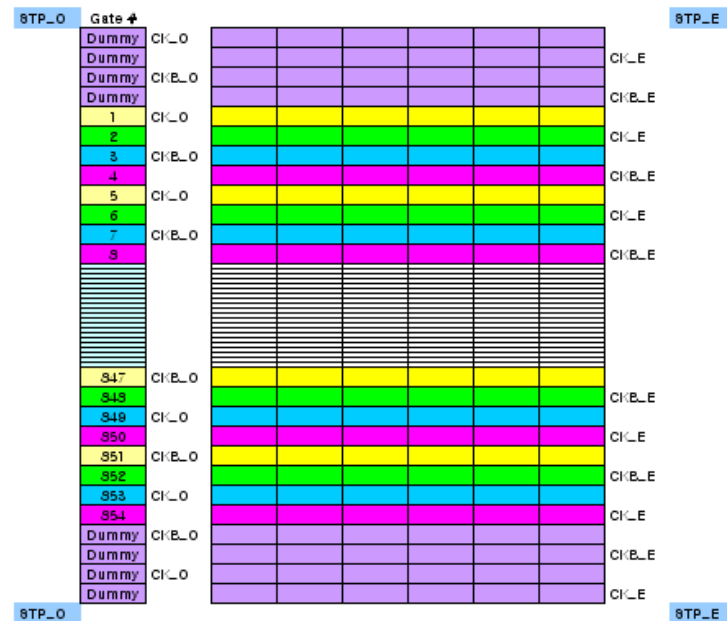 STP_O Gate # STP_E
Dummy CK_O
Dummy CK_E
Dummy CKB_O
Dummy CKB_E
1 CK_O
2 CK_E
3 CKB_O
4 CKB_E
5 CK_O
6 CK_E
7 CKB_O
8 CKB_E
847 CKB_O
848 CKB_E
849 CK_O
850 CK_E
851 CKB_O
852 CKB_E
853 CK_O
854 CK_E
Dummy CKB_O
Dummy CKB_E
Dummy CK_O
Dummy CK_E
STP_O STP_E